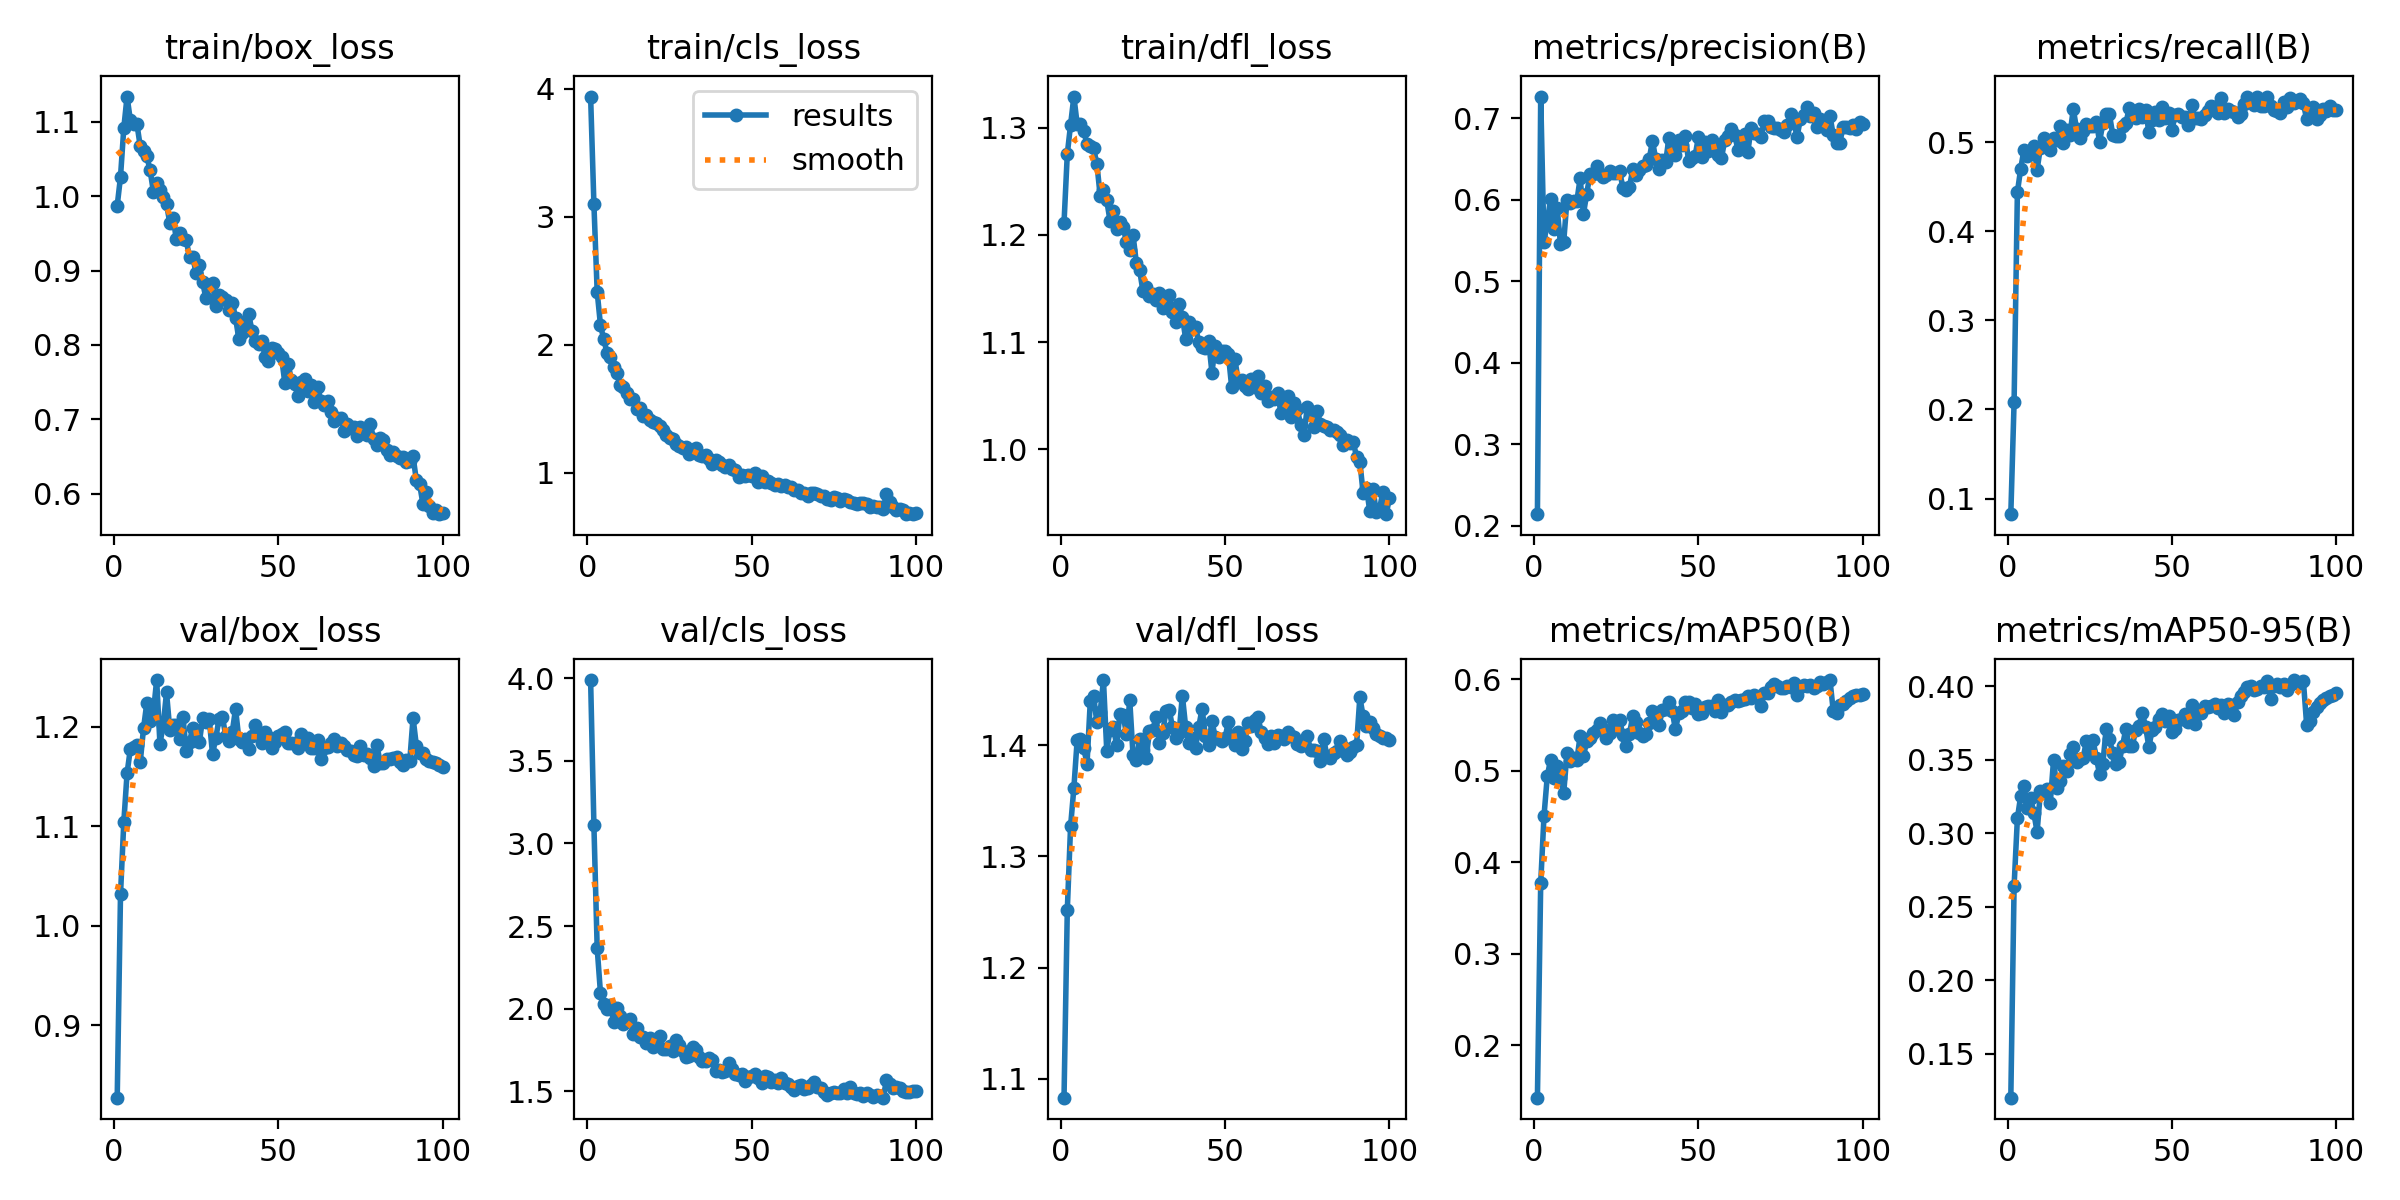 train/box_loss
train/cls_loss
train/dfl_loss
metrics/precision(B)
metrics/recall(B)
1.1
1.0
0.9
0.8
0.7
0.6
0 50 100
4
3
2
1
results
smooth
0 50 100
1.3
1.2
1.1
1.0
0 50 100
0.7
0.6
0.5
0.4
0.3
0.2
0 50 100
0.5
0.4
0.3
0.2
0.1
0 50 100
val/box_loss
val/cls_loss
val/dfl_loss
metrics/mAP50(B)
metrics/mAP50-95(B)
1.2
1.1
1.0
0.9
0 50 100
4.0
3.5
3.0
2.5
2.0
1.5
0 50 100
1.4
1.3
1.2
1.1
0 50 100
0.6
0.5
0.4
0.3
0.2
0 50 100
0.40
0.35
0.30
0.25
0.20
0.15
0 50 100